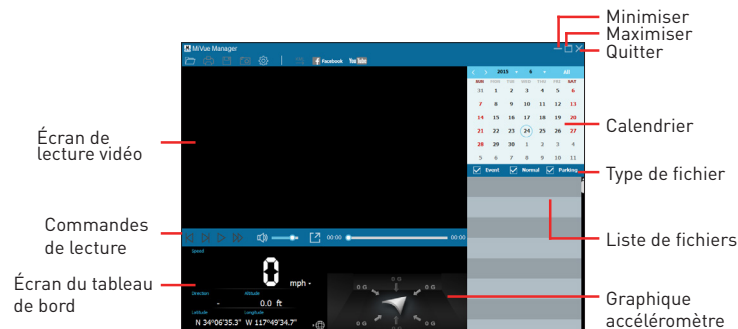 Minimiser
Maximiser
Quitter
MiVue Manager
Facebook YouTube
2015 6 All
SUN MON TUE WED THU FRI SAT
31 1 2 3 4 5 6
7 8 9 10 11 12 13
14 15 16 17 18 19 20
21 22 23 24 25 26 27
28 29 30 1 2 3 4
5 6 7 8 9 10 11
Event Normal Parking
Écran de
lecture vidéo
Calendrier
Type de fichier
Commandes
de lecture
Liste de fichiers
00:00 00:00
Speed
0 mph
Écran du tableau
de bord
Direction Altitude
- 0.0 ft
Latitude Longitude
N 34°06'35.3" W 117°49'34.7"
0 G
0 G 0 G
0 G 0 G
Graphique
accéléromètre